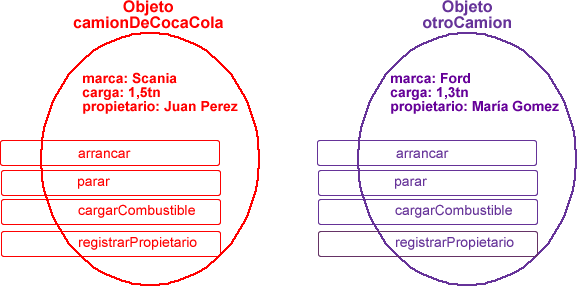 Objeto
camionDeCocaCola
marca: Scania
carga: 1,5tn
propietario: Juan Perez
arrancar
parar
cargarCombustible
registrarPropietario
Objeto
otroCamion
marca: Ford
carga: 1,3tn
propietario: María Gomez
arrancar
parar
cargarCombustible
registrarPropietario